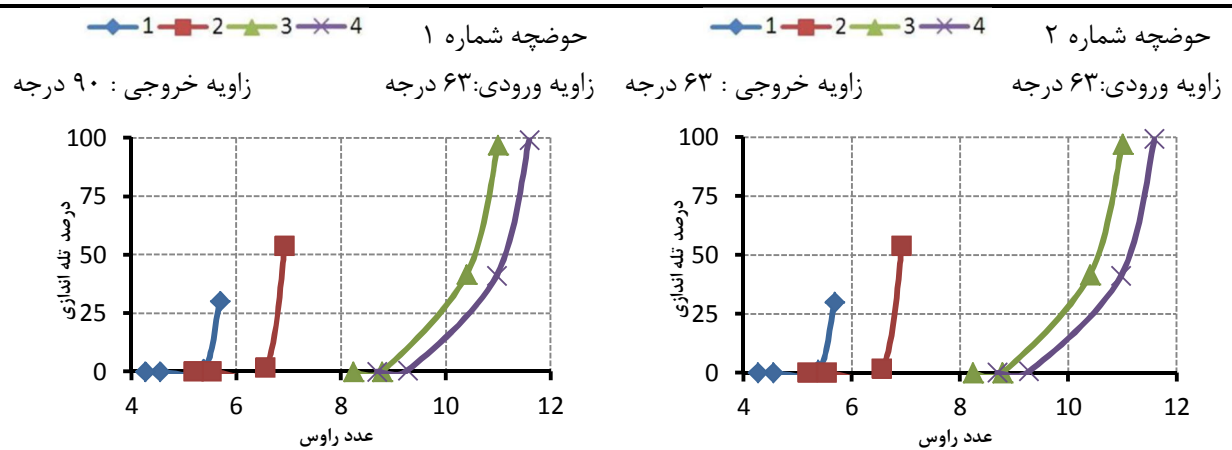 حوضچه شماره ۱
1 2 3 4
زاویه ورودی:۶۳ درجه زاویه خروجی : ۹۰ درجه
100
75
50
25
0
درصد تله اندازی
4 6 8 10 12
عدد راوس
حوضچه شماره ۲
1 2 3 4
زاویه ورودی:۶۳ درجه زاویه خروجی : ۶۳ درجه
100
75
50
25
0
درصد تله اندازی
4 6 8 10 12
عدد راوس